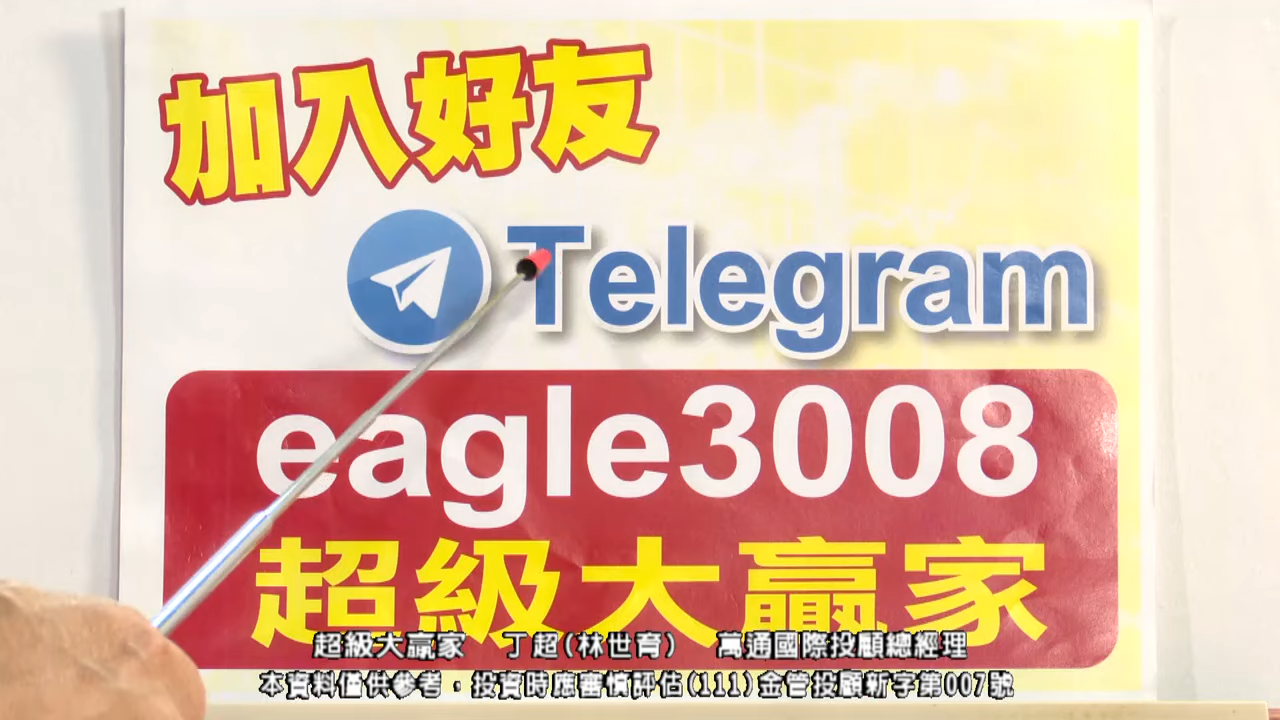 加入好友
Telegram
eagle3008
超級大贏家
超級大贏家 丁超(林世育) 萬通國際投顧總經理
本資料僅供參考，投資時應審慎評估(111)金管投顧新字第007號